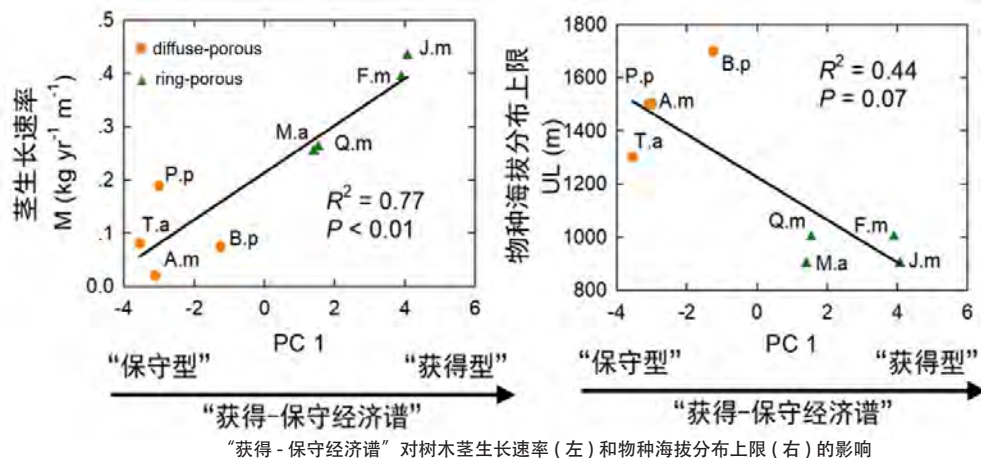 茎生长速率
M (kg yr-1 m-1)
.5
.4
.3
.2
.1
0.0
diffuse-porous
ring-porous
J.m
F.m
M.a
Q.m
P.p
T.a
A.m
B.p
R2 = 0.77
P < 0.01
-4
-2
0
2
4
6
PC 1
“保守型”
“获得型”
“获得-保守经济谱”
物种海拔分布上限
UL (m)
1800
1600
1400
1200
1000
800
B.p
P.p
A.m
T.a
R2 = 0.44
P = 0.07
Q.m
F.m
M.a
J.m
-4
-2
0
2
4
6
PC 1
“保守型”
“获得型”
“获得-保守经济谱”
“获得 - 保守经济谱” 对树木茎生长速率 ( 左 ) 和物种海拔分布上限 ( 右 ) 的影响